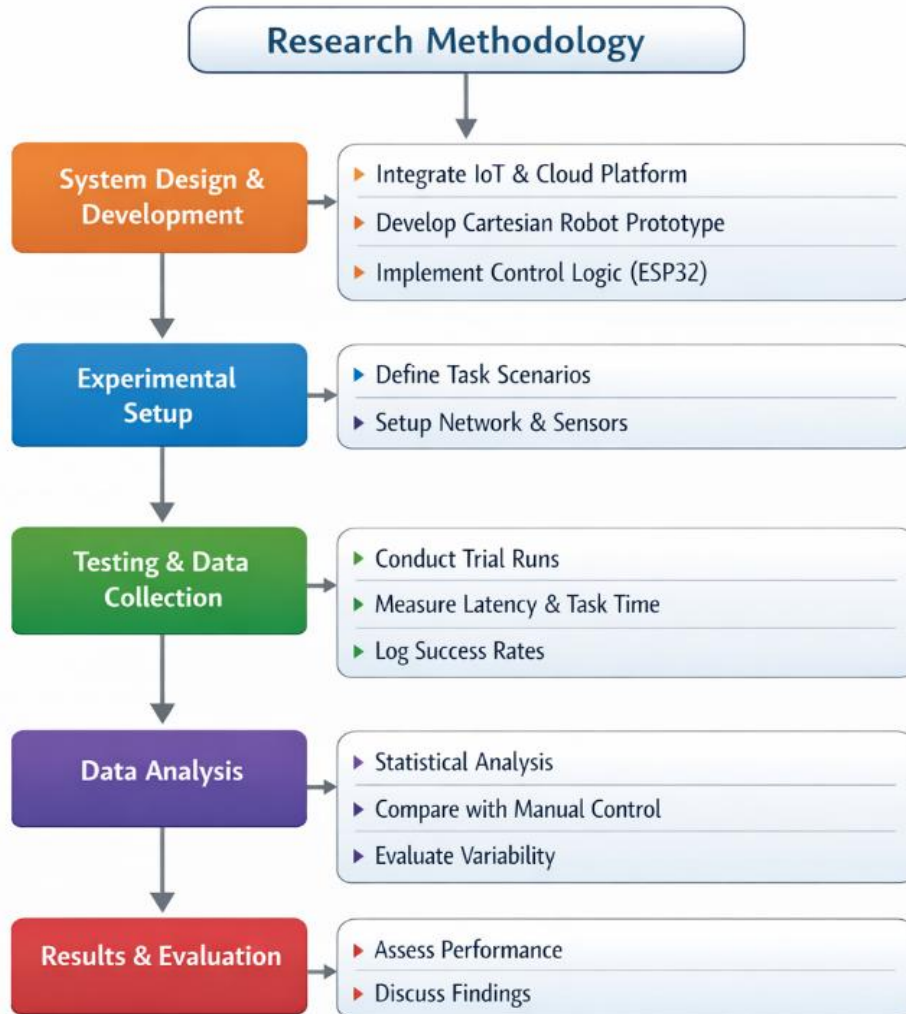 Research Methodology
System Design &
Development
Integrate IoT & Cloud Platform
Develop Cartesian Robot Prototype
Implement Control Logic (ESP32)
Experimental
Setup
Define Task Scenarios
Setup Network & Sensors
Testing & Data
Collection
Conduct Trial Runs
Measure Latency & Task Time
Log Success Rates
Data Analysis
Statistical Analysis
Compare with Manual Control
Evaluate Variability
Results & Evaluation
Assess Performance
Discuss Findings